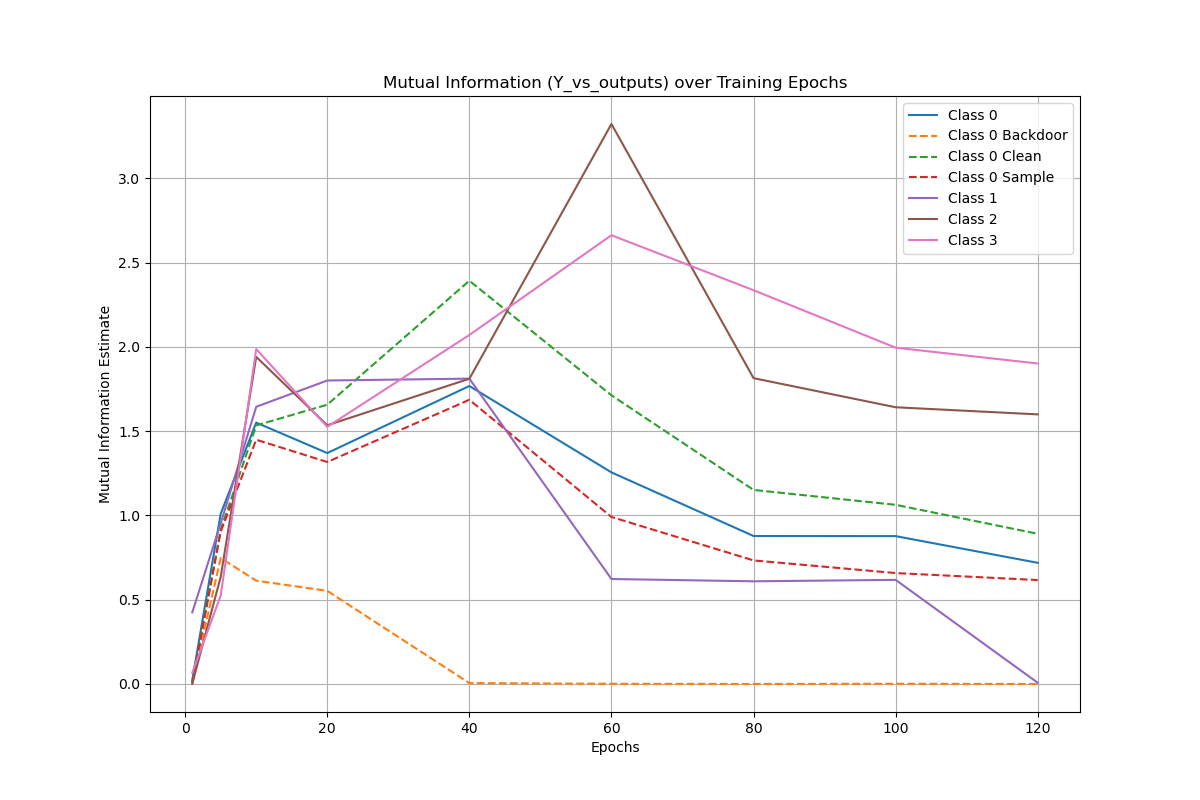 Mutual Information (Y_vs_outputs) over Training Epochs
Class 0
Class 0 Backdoor
Class 0 Clean
Class 0 Sample
Class 1
Class 2
Class 3
Mutual Information Estimate
3.0
2.5
2.0
1.5
1.0
0.5
0.0
0 20 40 60 80 100 120
Epochs